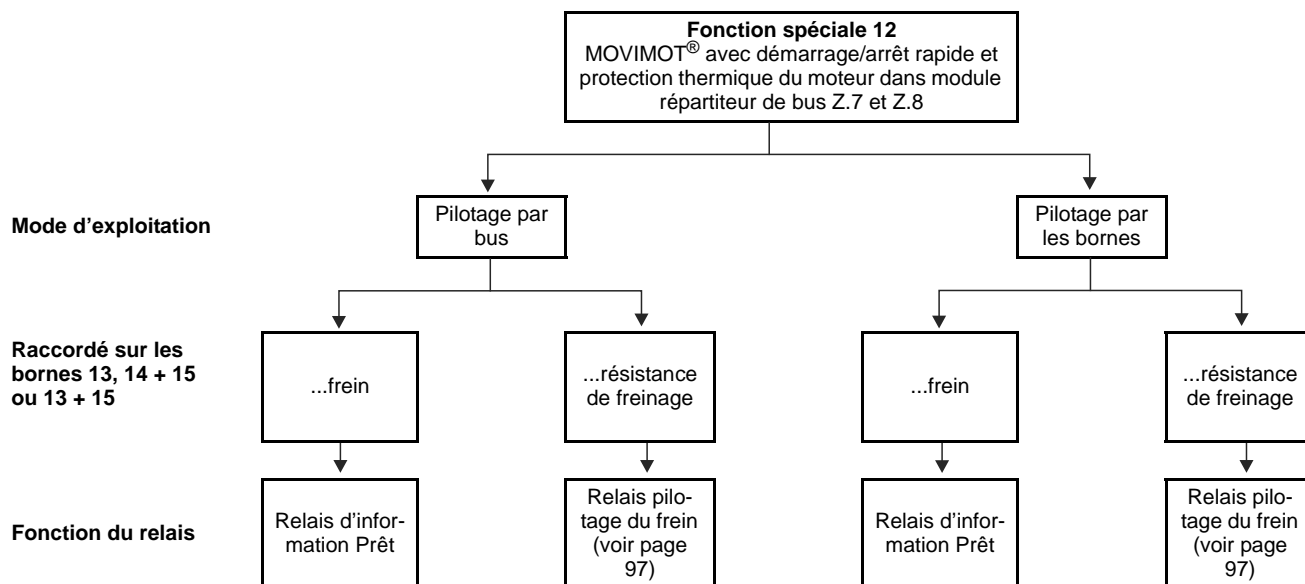 Fonction spéciale 12
MOVIMOT® avec démarrage/arrêt rapide et
protection thermique du moteur dans module
répartiteur de bus Z.7 et Z.8
Mode d'exploitation
Pilotage par
bus
Pilotage par
les bornes
Raccordé sur les
bornes 13, 14 + 15
ou 13 + 15
...frein
...résistance
de freinage
...frein
...résistance
de freinage
Fonction du relais
Relais d'infor-
mation Prêt
Relais pilo-
tage du frein
(voir page
97)
Relais d'infor-
mation Prêt
Relais pilo-
tage du frein
(voir page
97)